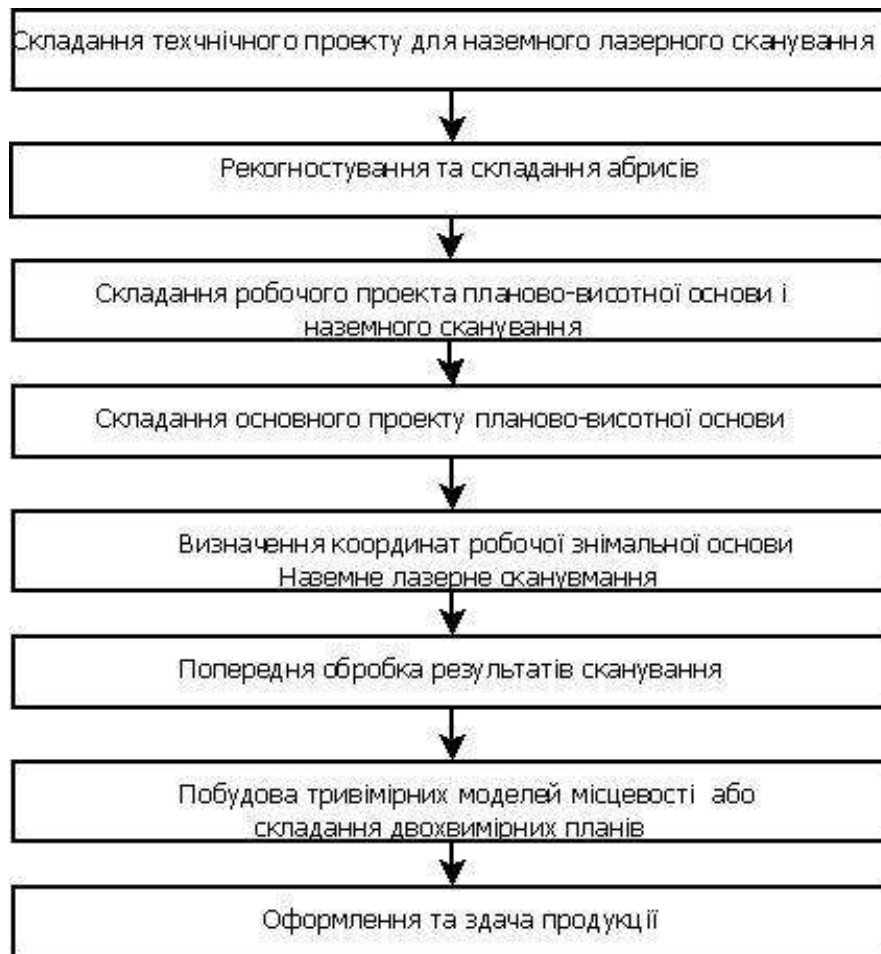 Складання техчнічного проекту для наземного лазерного сканування
Рекогностування та складання абрисів
Складання робочого проекта планово-висотної основи і
наземного сканування
Складання основного проекту планово-висотної основи
Визначення координат робочої знімальної основи
Наземне лазерне сканувмання
Попередня обробка результатів сканування
Побудова тривімірних моделей місцевості або
складання двохвимірних планів
Оформлення та здача продукції